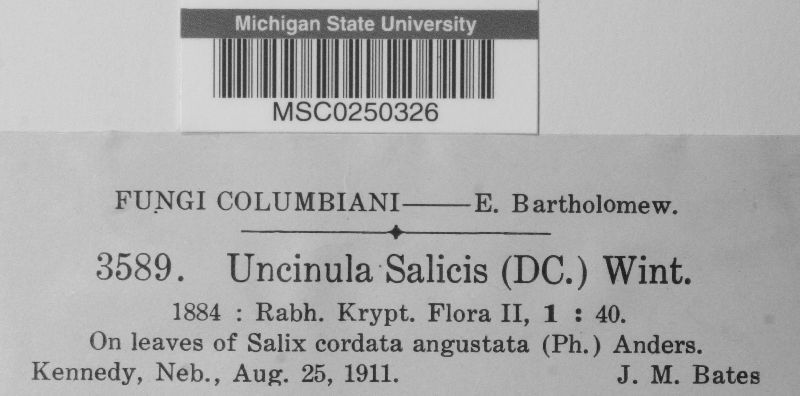 Michigan State University
MSC0250326
FUNGI COLUMBIANI——E. Bartholomew.
3589. Uncinula Salicis (DC.) Wint.
1884 : Rabh. Krypt. Flora II, 1 : 40.
On leaves of Salix cordata angustata (Ph.) Anders.
Kennedy, Neb., Aug. 25, 1911. J. M. Bates